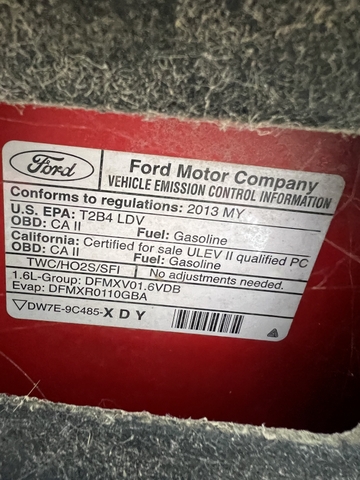 Ford
Ford Motor Company
VEHICLE EMISSION CONTROL INFORMATION
Conforms to regulations: 2013 MY
U.S. EPA: T2B4 LDV
OBD: CA II Fuel: Gasoline
California: Certified for sale ULEV II qualified PC
OBD: CA II Fuel: Gasoline
TWC/HO2S/SFI No adjustments needed.
1.6L-Group: DFMXV01.6VDB
Evap: DFMXR0110GBA
DW7E-9C485-X D Y